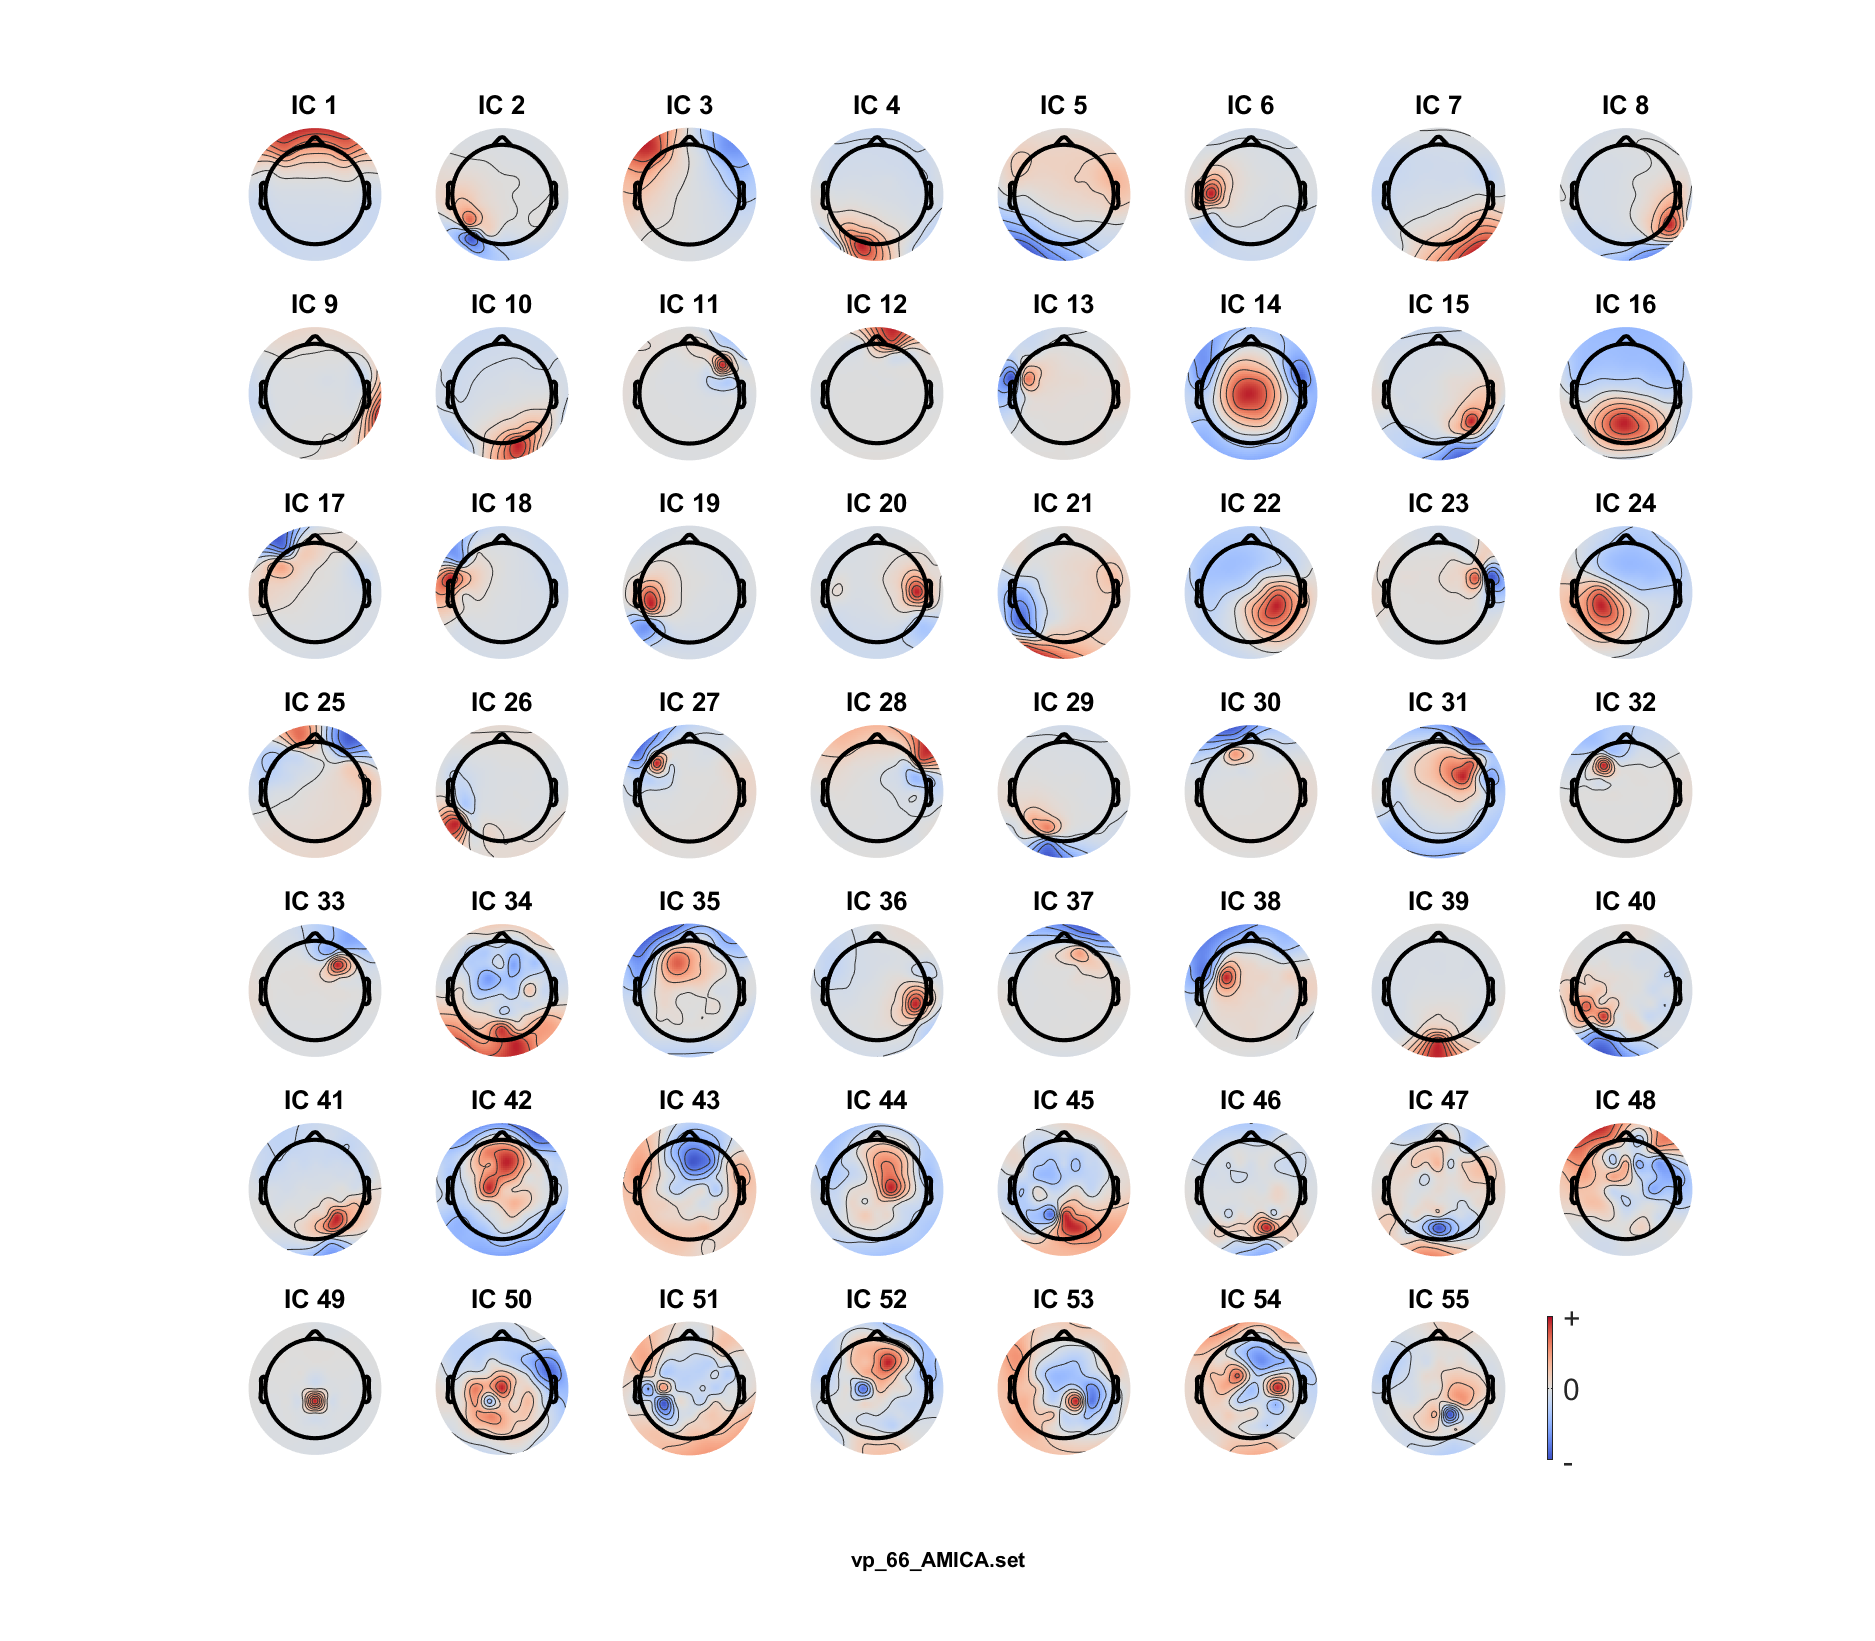 IC 1 IC 2 IC 3 IC 4 IC 5 IC 6 IC 7 IC 8
IC 9 IC 10 IC 11 IC 12 IC 13 IC 14 IC 15 IC 16
IC 17 IC 18 IC 19 IC 20 IC 21 IC 22 IC 23 IC 24
IC 25 IC 26 IC 27 IC 28 IC 29 IC 30 IC 31 IC 32
IC 33 IC 34 IC 35 IC 36 IC 37 IC 38 IC 39 IC 40
IC 41 IC 42 IC 43 IC 44 IC 45 IC 46 IC 47 IC 48
IC 49 IC 50 IC 51 IC 52 IC 53 IC 54 IC 55
+
0
-
vp_66_AMICA.set